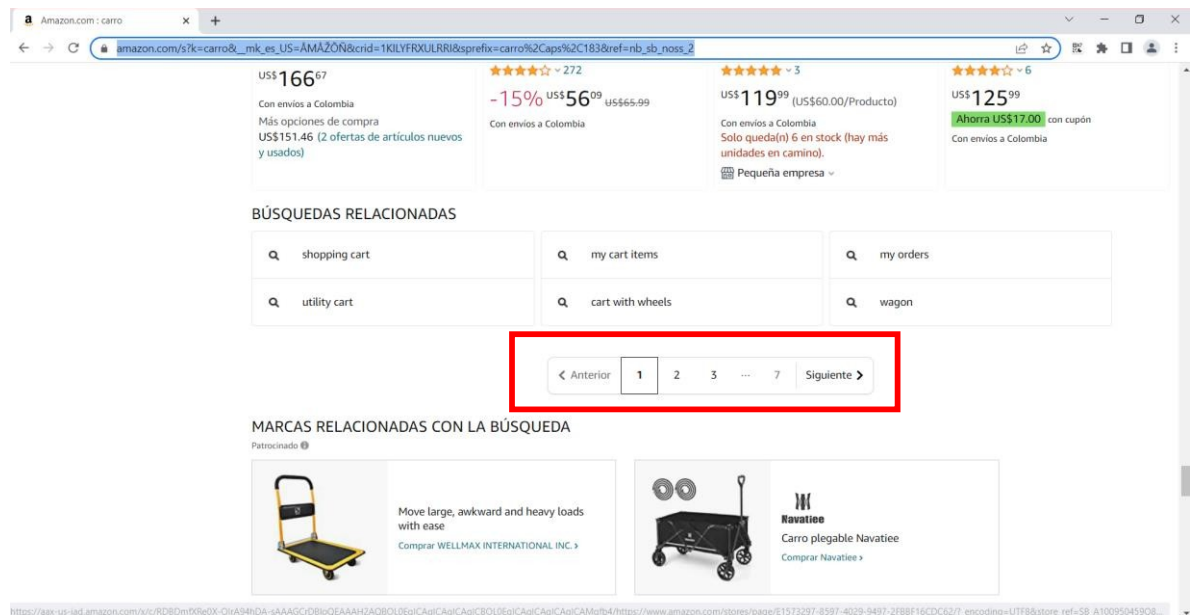 Amazon.com : carro
amazon.com/s?k=carro&__mk_es_US=ÅMÅŽÕÑ&crid=1KILYFRXULRRI&sprefix=carro%2Caps%2C183&ref=nb_sb_noss_2
US$166 67
Con envíos a Colombia
Más opciones de compra
US$151.46 (2 ofertas de artículos nuevos
y usados)
272
-15% US$56 09 US$65.99
Con envíos a Colombia
3
US$119 99 (US$60.00/Producto)
Con envíos a Colombia
Solo queda(n) 6 en stock (hay más
unidades en camino).
Pequeña empresa
6
US$125 99
Ahorra US$17.00 con cupón
Con envíos a Colombia
BÚSQUEDAS RELACIONADAS
shopping cart my cart items my orders
utility cart cart with wheels wagon
Anterior 1 2 3 ... 7 Siguiente
MARCAS RELACIONADAS CON LA BÚSQUEDA
Patrocinado
Move large, awkward and heavy loads
with ease
Comprar WELLMAX INTERNATIONAL INC.
Navatiee
Carro plegable Navatiee
Comprar Navatiee